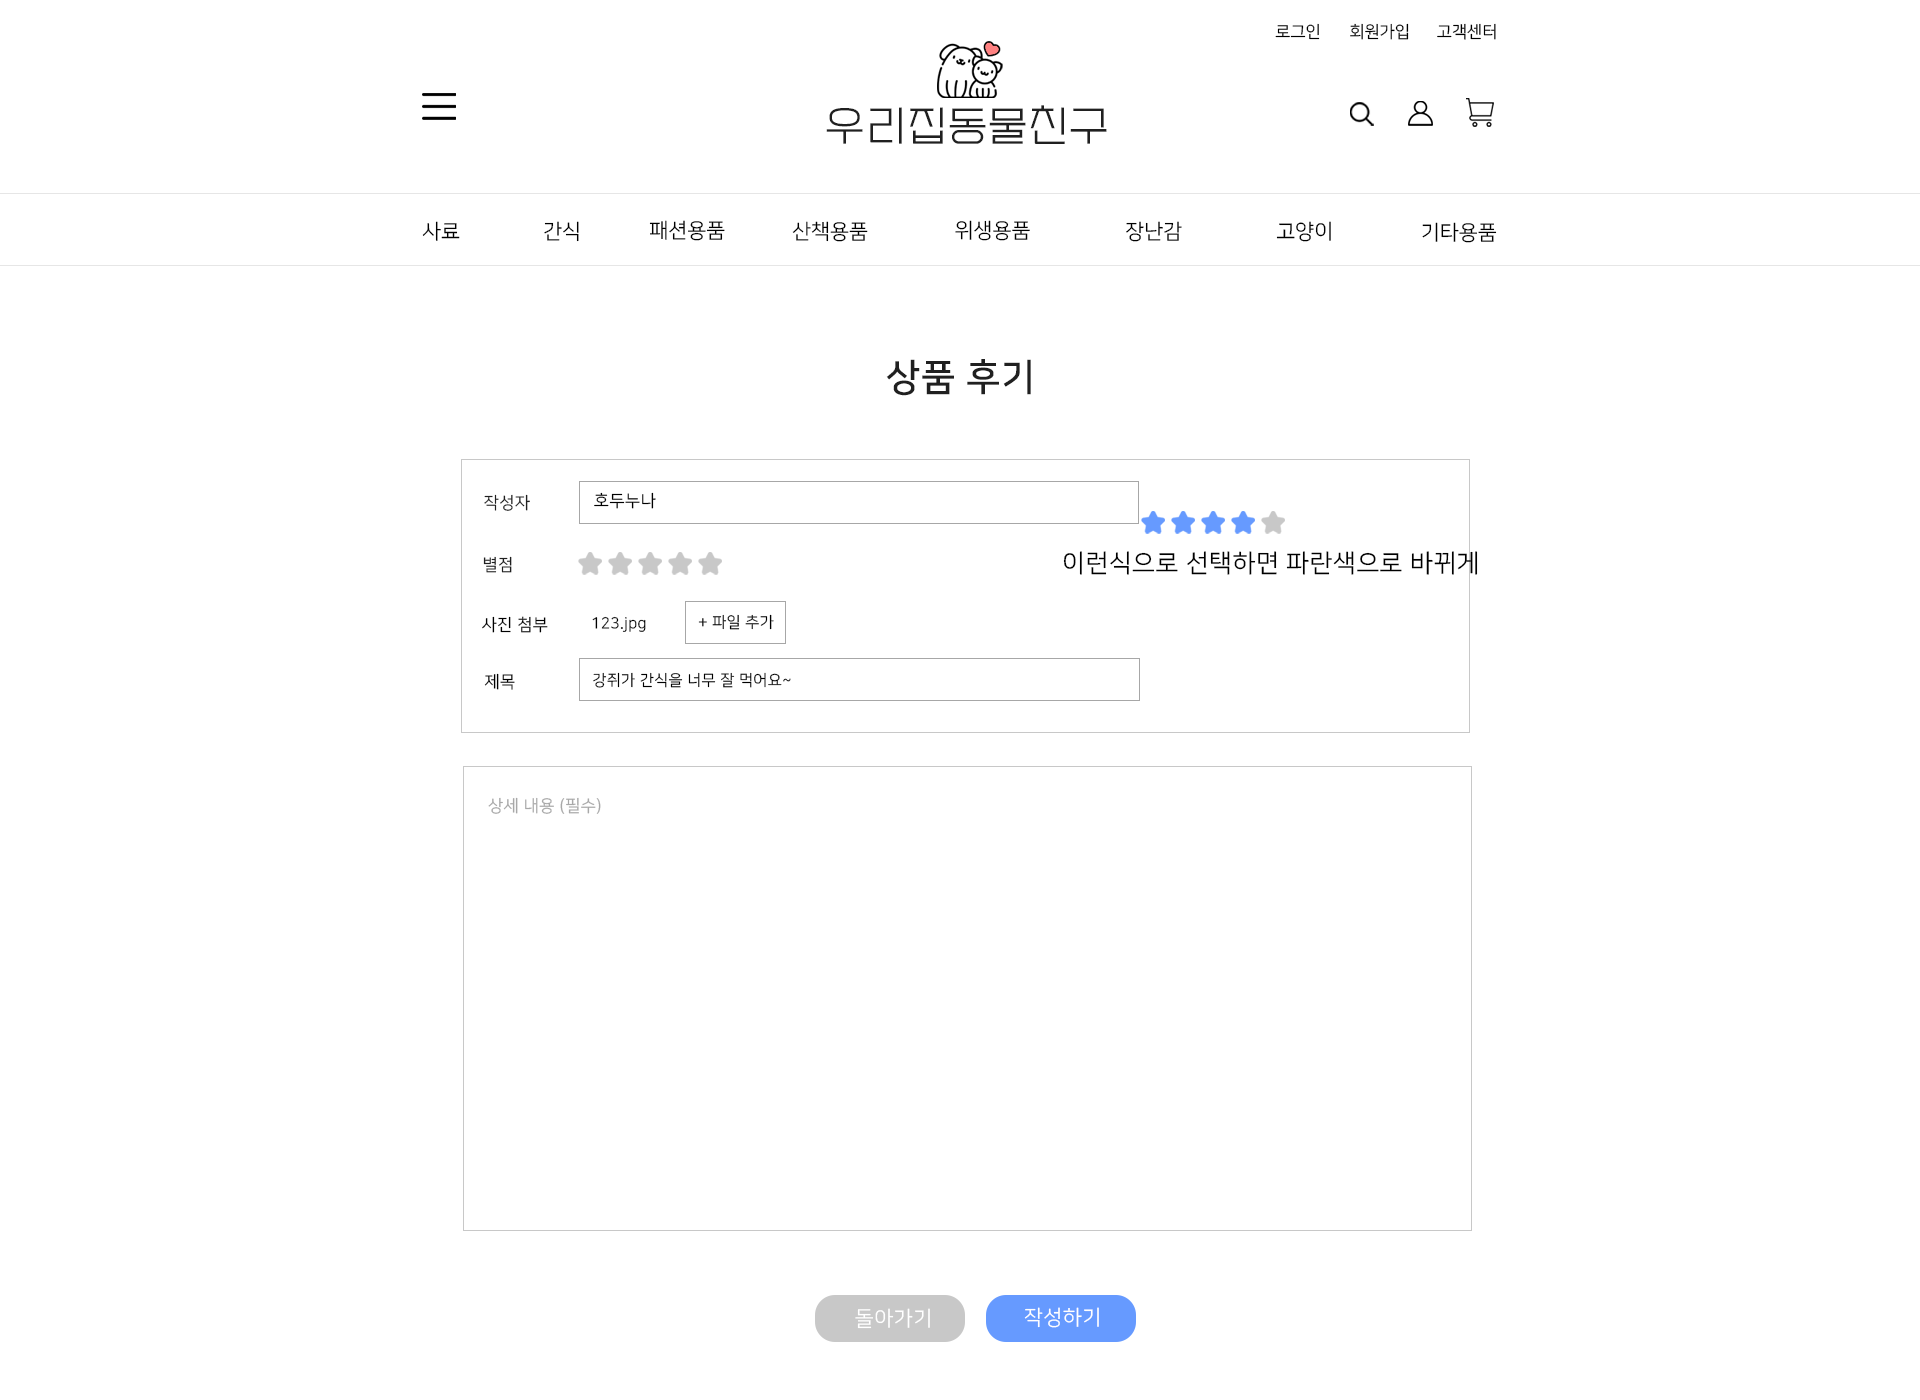 로그인 회원가입 고객센터
우리집동물친구
사료 간식 패션용품 산책용품 위생용품 장난감 고양이 기타용품
상품 후기
작성자 호두누나
별점 이런식으로 선택하면 파란색으로 바뀌게
사진 첨부 123.jpg + 파일 추가
제목 강쥐가 간식을 너무 잘 먹어요~
상세 내용 (필수)
돌아가기 작성하기